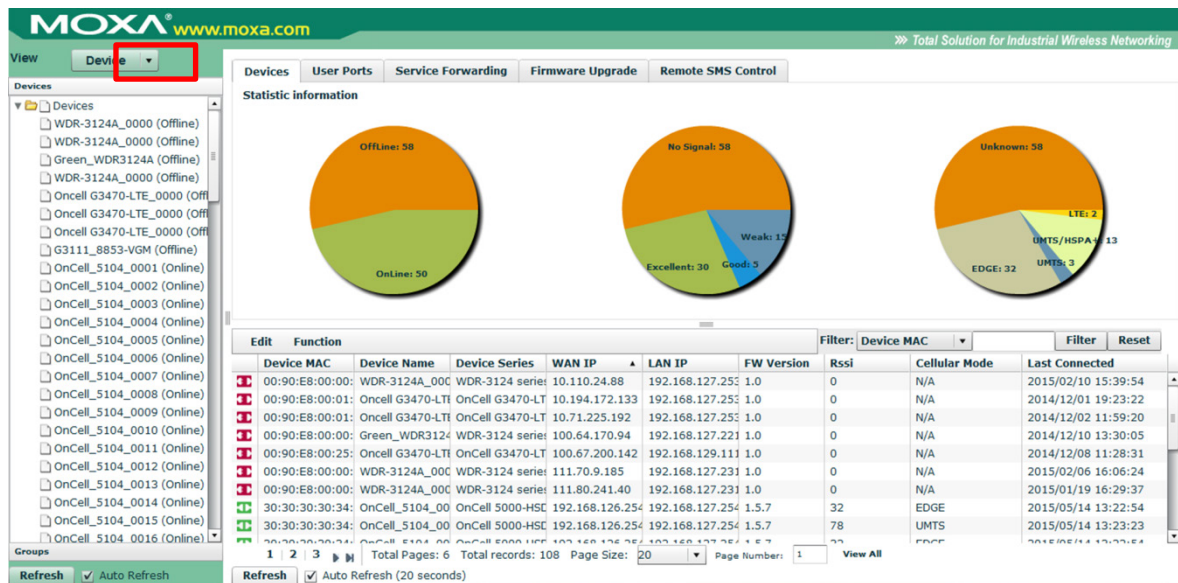 MOXA® www.moxa.com
Total Solution for Industrial Wireless Networking
View Device
Devices
Devices
WDR-3124A_0000 (Offline)
WDR-3124A_0000 (Offline)
Green_WDR3124A (Offline)
WDR-3124A_0000 (Offline)
Oncell G3470-LTE_0000 (Offl
Oncell G3470-LTE_0000 (Offl
Oncell G3470-LTE_0000 (Offl
G3111_8853-VGM (Offline)
OnCell_5104_0001 (Online)
OnCell_5104_0002 (Online)
OnCell_5104_0003 (Online)
OnCell_5104_0004 (Online)
OnCell_5104_0005 (Online)
OnCell_5104_0006 (Online)
OnCell_5104_0007 (Online)
OnCell_5104_0008 (Online)
OnCell_5104_0009 (Online)
OnCell_5104_0010 (Online)
OnCell_5104_0011 (Online)
OnCell_5104_0012 (Online)
OnCell_5104_0013 (Online)
OnCell_5104_0014 (Online)
OnCell_5104_0015 (Online)
OnCell_5104_0016 (Online)
Groups
Refresh Auto Refresh
Devices User Ports Service Forwarding Firmware Upgrade Remote SMS Control
Statistic information
OffLine: 58
OnLine: 50
No Signal: 58
Weak: 15
Good: 5
Excellent: 30
Unknown: 58
LTE: 2
UMTS/HSPA+: 13
UMTS: 3
EDGE: 32
Edit Function Filter: Device MAC Filter Reset
Device MAC Device Name Device Series WAN IP LAN IP FW Version Rssi Cellular Mode Last Connected
00:90:E8:00:00: WDR-3124A_000 WDR-3124 series 10.110.24.88 192.168.127.253 1.0 0 N/A 2015/02/10 15:39:54
00:90:E8:00:01: Oncell G3470-LTE OnCell G3470-LT 10.194.172.133 192.168.127.253 1.0 0 N/A 2014/12/01 19:23:22
00:90:E8:00:01: Oncell G3470-LTE OnCell G3470-LT 10.71.225.192 192.168.127.253 1.0 0 N/A 2014/12/02 11:59:20
00:90:E8:00:00: Green_WDR3124 WDR-3124 series 100.64.170.94 192.168.127.221 1.0 0 N/A 2014/12/10 13:30:05
00:90:E8:00:25: Oncell G3470-LTE OnCell G3470-LT 100.67.200.142 192.168.129.111 1.0 0 N/A 2014/12/08 11:28:31
00:90:E8:00:00: WDR-3124A_000 WDR-3124 series 111.70.9.185 192.168.127.231 1.0 0 N/A 2015/02/06 16:06:24
00:90:E8:00:00: WDR-3124A_000 WDR-3124 series 111.80.241.40 192.168.127.231 1.0 0 N/A 2015/01/19 16:29:37
30:30:30:30:34: OnCell_5104_00 OnCell 5000-HSD 192.168.126.254 192.168.127.254 1.5.7 32 EDGE 2015/05/14 13:22:54
30:30:30:30:34: OnCell_5104_00 OnCell 5000-HSD 192.168.126.254 192.168.127.254 1.5.7 78 UMTS 2015/05/14 13:23:23
1 2 3 Total Pages: 6 Total records: 108 Page Size: 20 Page Number: 1 View All
Refresh Auto Refresh (20 seconds)